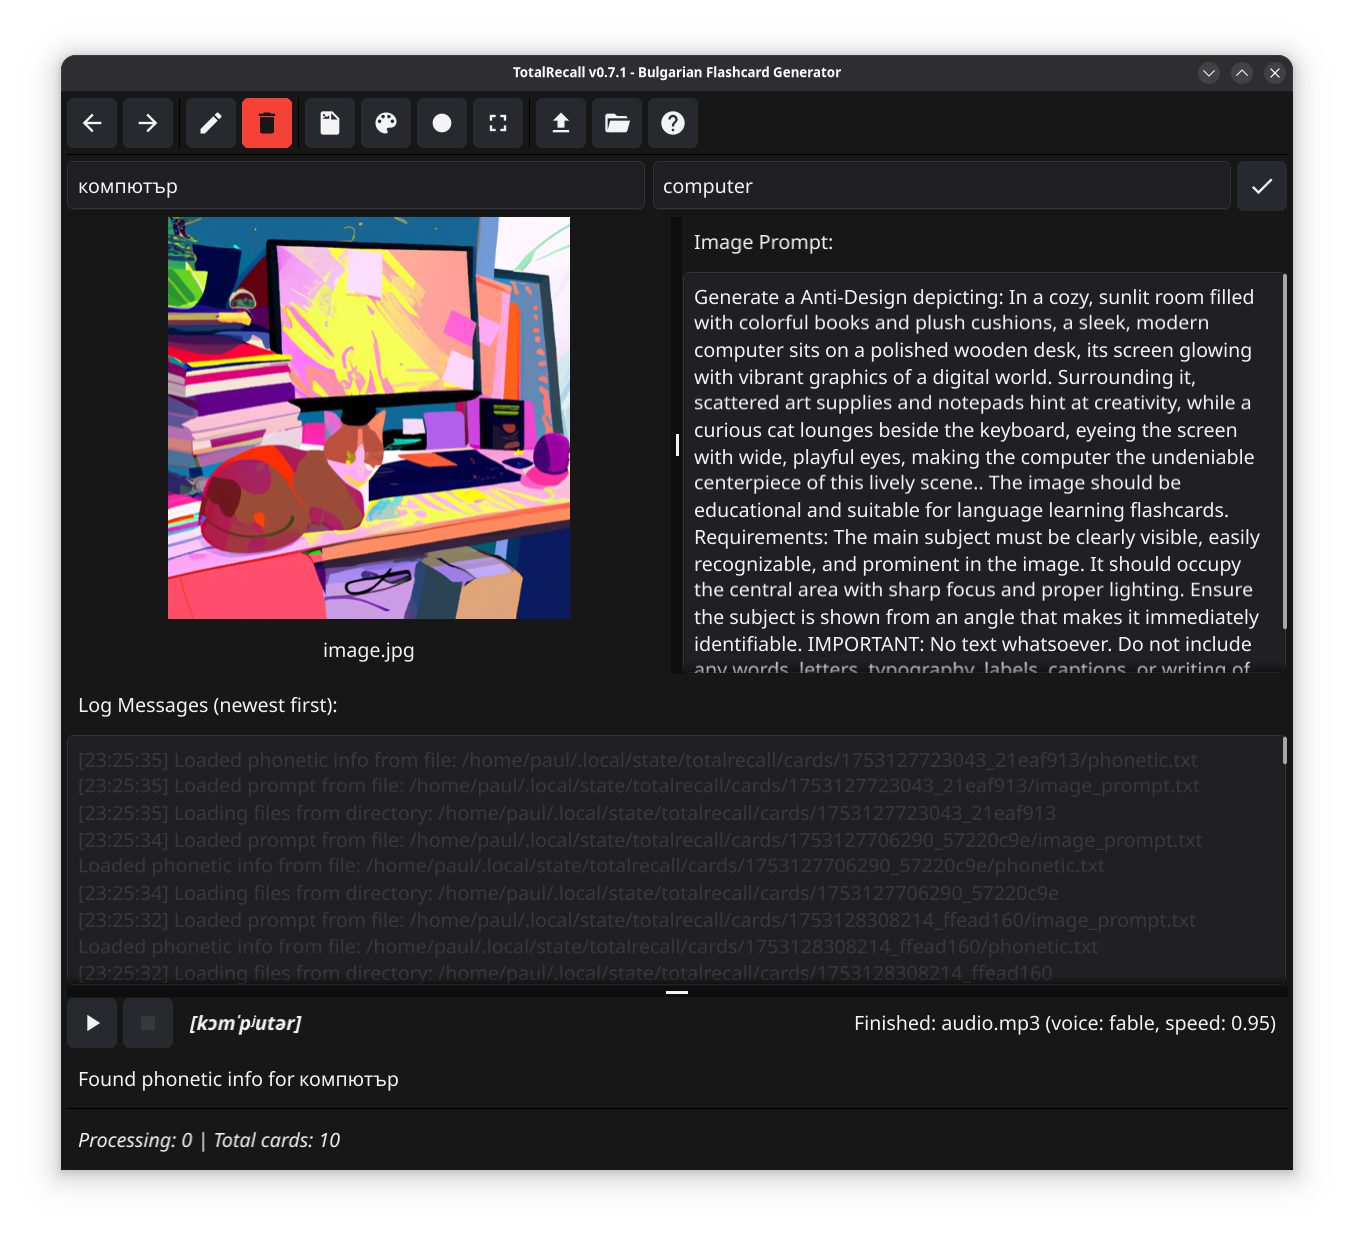 TotalRecall v0.7.1 - Bulgarian Flashcard Generator
компютър
computer
image.jpg
Image Prompt:
Generate a Anti-Design depicting: In a cozy, sunlit room filled
with colorful books and plush cushions, a sleek, modern
computer sits on a polished wooden desk, its screen glowing
with vibrant graphics of a digital world. Surrounding it,
scattered art supplies and notepads hint at creativity, while a
curious cat lounges beside the keyboard, eyeing the screen
with wide, playful eyes, making the computer the undeniable
centerpiece of this lively scene.. The image should be
educational and suitable for language learning flashcards.
Requirements: The main subject must be clearly visible, easily
recognizable, and prominent in the image. It should occupy
the central area with sharp focus and proper lighting. Ensure
the subject is shown from an angle that makes it immediately
identifiable. IMPORTANT: No text whatsoever. Do not include
any words, letters, typography, labels, captions, or writing of
Log Messages (newest first):
[23:25:35] Loaded phonetic info from file: /home/paul/.local/state/totalrecall/cards/1753127723043_21eaf913/phonetic.txt
[23:25:35] Loaded prompt from file: /home/paul/.local/state/totalrecall/cards/1753127723043_21eaf913/image_prompt.txt
[23:25:35] Loading files from directory: /home/paul/.local/state/totalrecall/cards/1753127723043_21eaf913
[23:25:34] Loaded prompt from file: /home/paul/.local/state/totalrecall/cards/1753127706290_57220c9e/image_prompt.txt
Loaded phonetic info from file: /home/paul/.local/state/totalrecall/cards/1753127706290_57220c9e/phonetic.txt
[23:25:34] Loading files from directory: /home/paul/.local/state/totalrecall/cards/1753127706290_57220c9e
[23:25:32] Loaded prompt from file: /home/paul/.local/state/totalrecall/cards/1753128308214_ffead160/image_prompt.txt
Loaded phonetic info from file: /home/paul/.local/state/totalrecall/cards/1753128308214_ffead160/phonetic.txt
[23:25:32] Loading files from directory: /home/paul/.local/state/totalrecall/cards/1753128308214_ffead160
[kɔmˈpʲutər]
Finished: audio.mp3 (voice: fable, speed: 0.95)
Found phonetic info for компютър
Processing: 0 | Total cards: 10